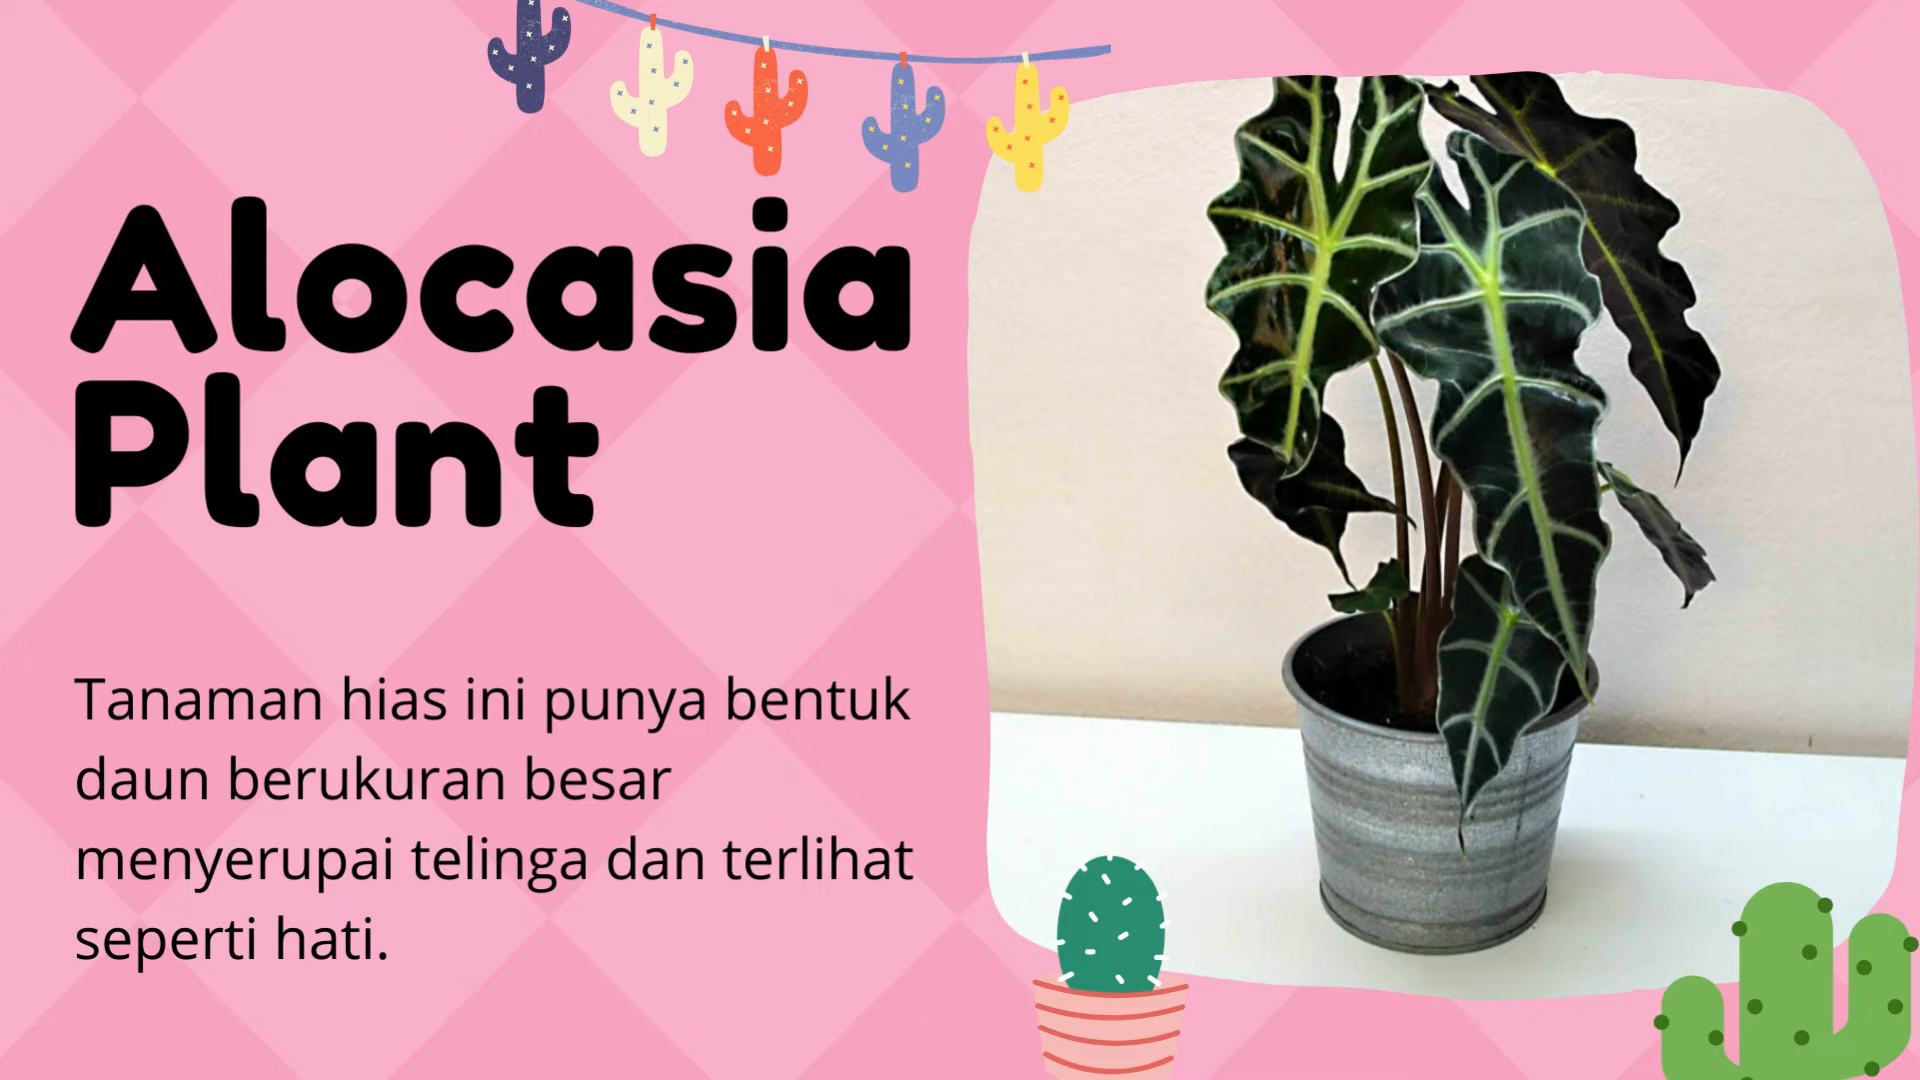 Alocasia
Plant
Tanaman hias ini punya bentuk
daun berukuran besar
menyerupai telinga dan terlihat
seperti hati.